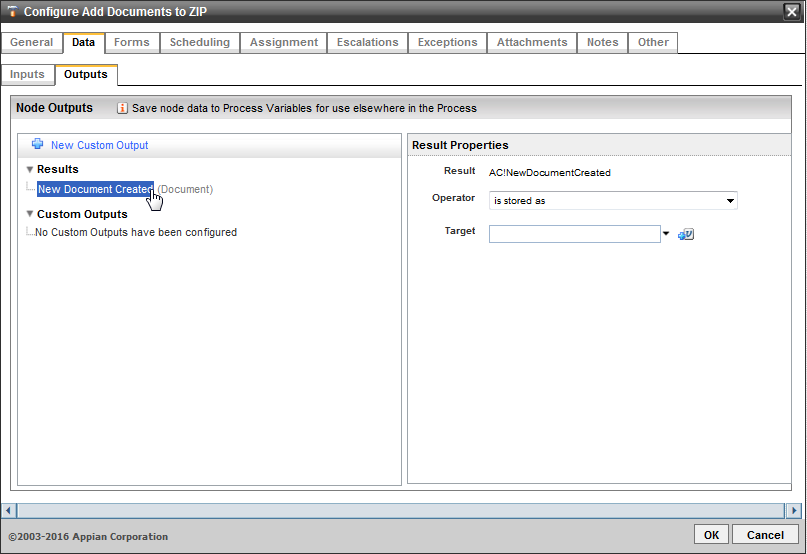 Configure Add Documents to ZIP
General Data Forms Scheduling Assignment Escalations Exceptions Attachments Notes Other
Inputs Outputs
Node Outputs Save node data to Process Variables for use elsewhere in the Process
New Custom Output
Results
New Document Created (Document)
Custom Outputs
No Custom Outputs have been configured
Result Properties
Result AC!NewDocumentCreated
Operator is stored as
Target
©2003-2016 Appian Corporation
OK Cancel